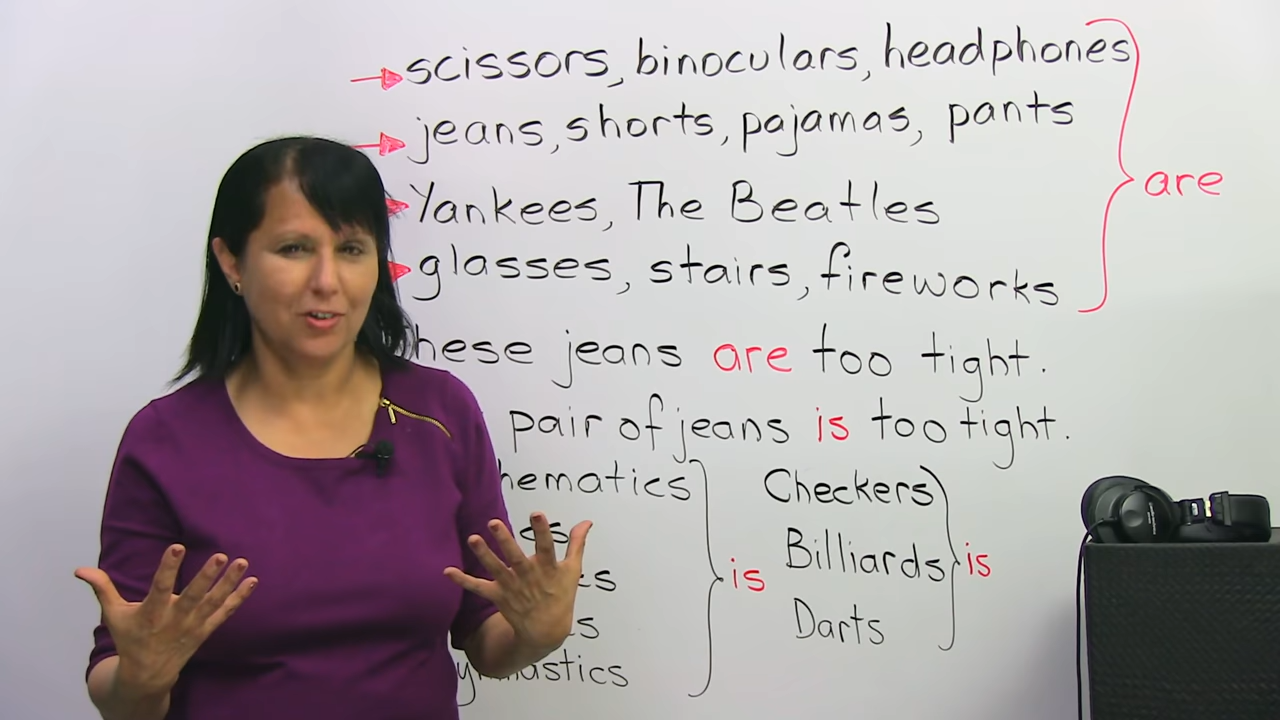 scissors, binoculars, headphones
jeans, shorts, pajamas, pants
Yankees, The Beatles
glasses, stairs, fireworks
are
hese jeans are too tight.
pair of jeans is too tight.
hematics
is
Checkers
Billiards
Darts
is